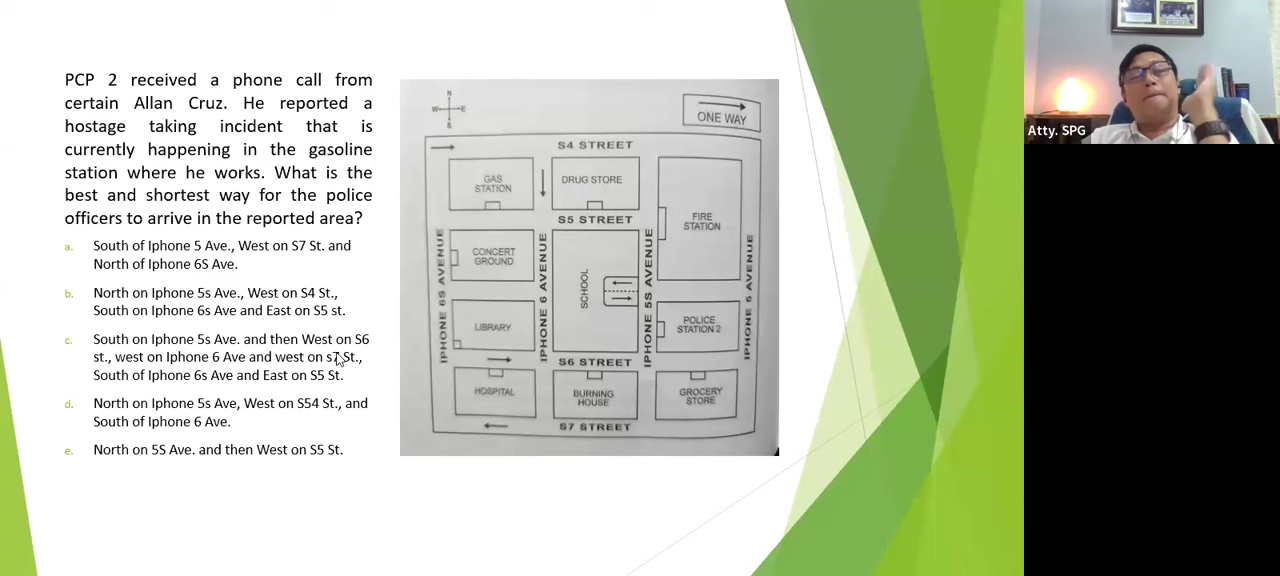 PCP 2 received a phone call from
certain Allan Cruz. He reported a
hostage taking incident that is
currently happening in the gasoline
station where he works. What is the
best and shortest way for the police
officers to arrive in the reported area?
a. South of Iphone 5 Ave., West on S7 St. and
North of Iphone 6S Ave.
b. North on Iphone 5s Ave., West on S4 St.,
South on Iphone 6s Ave and East on S5 st.
c. South on Iphone 5s Ave. and then West on S6
st., west on Iphone 6 Ave and west on s7 St.,
South of Iphone 6s Ave and East on S5 St.
d. North on Iphone 5s Ave, West on S54 St., and
South of Iphone 6 Ave.
e. North on 5S Ave. and then West on S5 St.
N
W E
S
ONE WAY
S4 STREET
GAS
STATION
DRUG STORE
S5 STREET
FIRE
STATION
IPHONE 6S AVENUE
CONCERT
GROUND
IPHONE 6 AVENUE
SCHOOL
IPHONE 5S AVENUE
IPHONE 5 AVENUE
LIBRARY
POLICE
STATION 2
S6 STREET
HOSPITAL
BURNING
HOUSE
GROCERY
STORE
S7 STREET
Atty. SPG